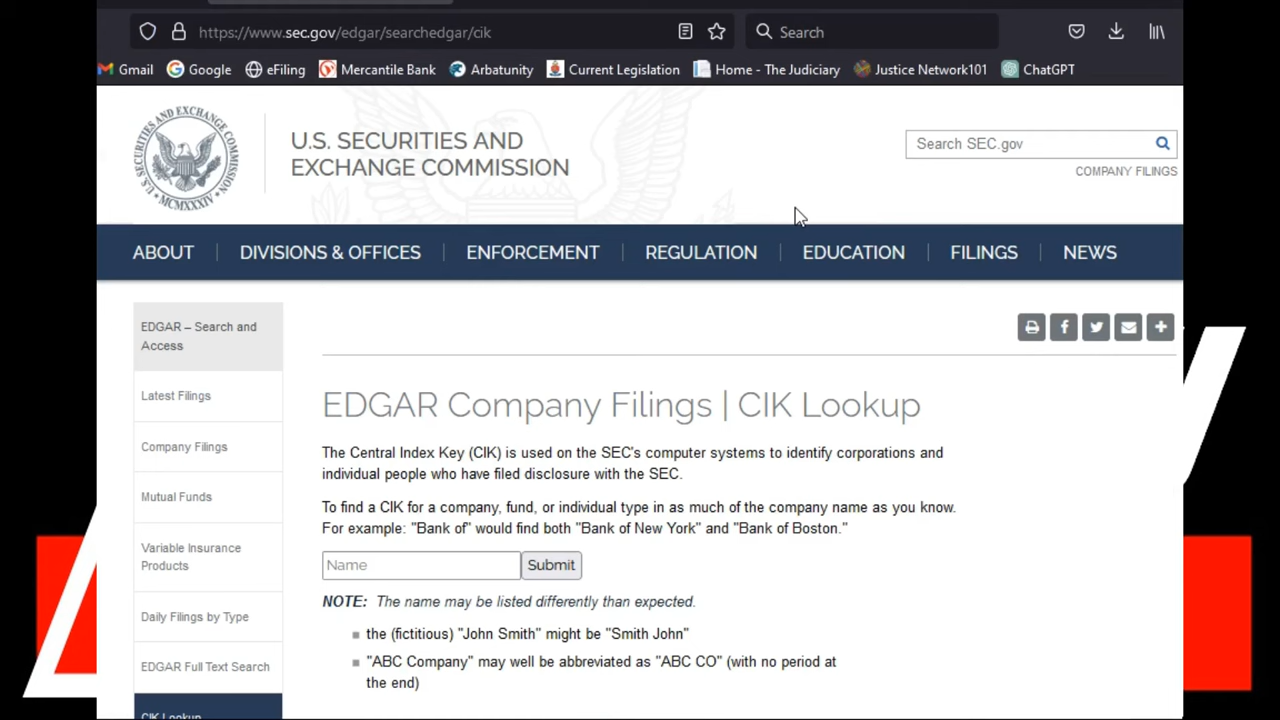 https://www.sec.gov/edgar/searchedgar/cik
Search
Gmail
Google
eFiling
Mercantile Bank
Arbatunity
Current Legislation
Home - The Judiciary
Justice Network101
ChatGPT
U.S. SECURITIES AND
EXCHANGE COMMISSION
Search SEC.gov
COMPANY FILINGS
ABOUT
DIVISIONS & OFFICES
ENFORCEMENT
REGULATION
EDUCATION
FILINGS
NEWS
EDGAR – Search and
Access
Latest Filings
Company Filings
Mutual Funds
Variable Insurance
Products
Daily Filings by Type
EDGAR Full Text Search
CIK Lookup
EDGAR Company Filings | CIK Lookup
The Central Index Key (CIK) is used on the SEC's computer systems to identify corporations and
individual people who have filed disclosure with the SEC.
To find a CIK for a company, fund, or individual type in as much of the company name as you know.
For example: "Bank of" would find both "Bank of New York" and "Bank of Boston."
Name
Submit
NOTE: The name may be listed differently than expected.
the (fictitious) "John Smith" might be "Smith John"
"ABC Company" may well be abbreviated as "ABC CO" (with no period at
the end)